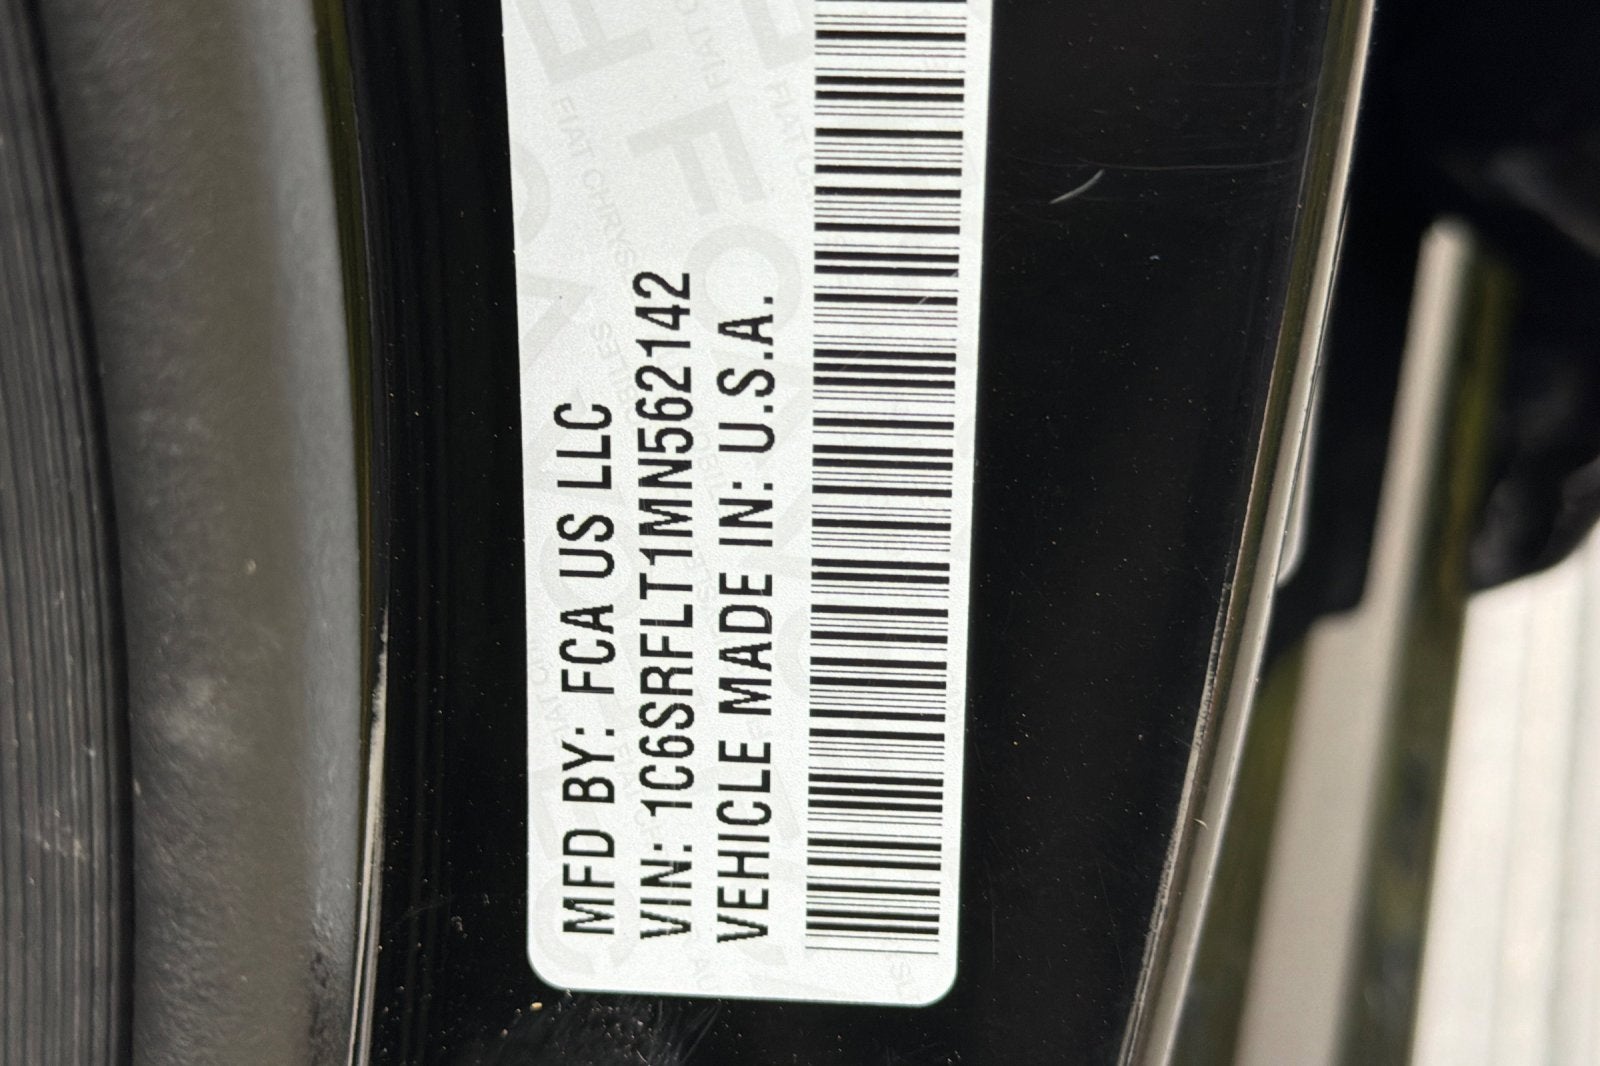 MFD BY: FCA US LLC
VIN: 1C6SRFLT1MN562142
VEHICLE MADE IN: U.S.A.